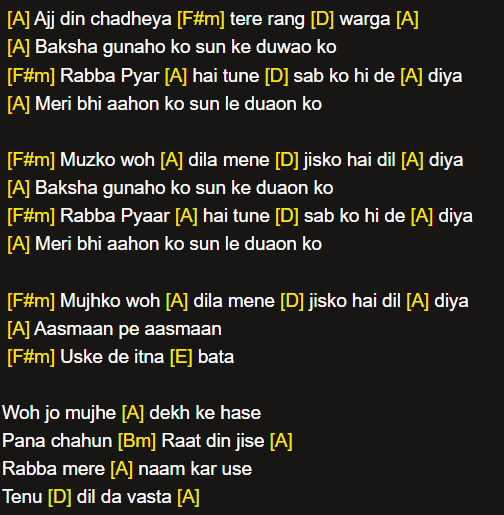 [A] Ajj din chadheya [F#m] tere rang [D] warga [A]
[A] Baksha gunaho ko sun ke duwao ko
[F#m] Rabba Pyar [A] hai tune [D] sab ko hi de [A] diya
[A] Meri bhi aahon ko sun le duaon ko

[F#m] Muzko woh [A] dila mene [D] jisko hai dil [A] diya
[A] Baksha gunaho ko sun ke duaon ko
[F#m] Rabba Pyaar [A] hai tune [D] sab ko hi de [A] diya
[A] Meri bhi aahon ko sun le duaon ko

[F#m] Mujhko woh [A] dila mene [D] jisko hai dil [A] diya
[A] Aasmaan pe aasmaan
[F#m] Uske de itna [E] bata

Woh jo mujhe [A] dekh ke hase
Pana chahun [Bm] Raat din jise [A]
Rabba mere [A] naam kar use
Tenu [D] dil da vasta [A]